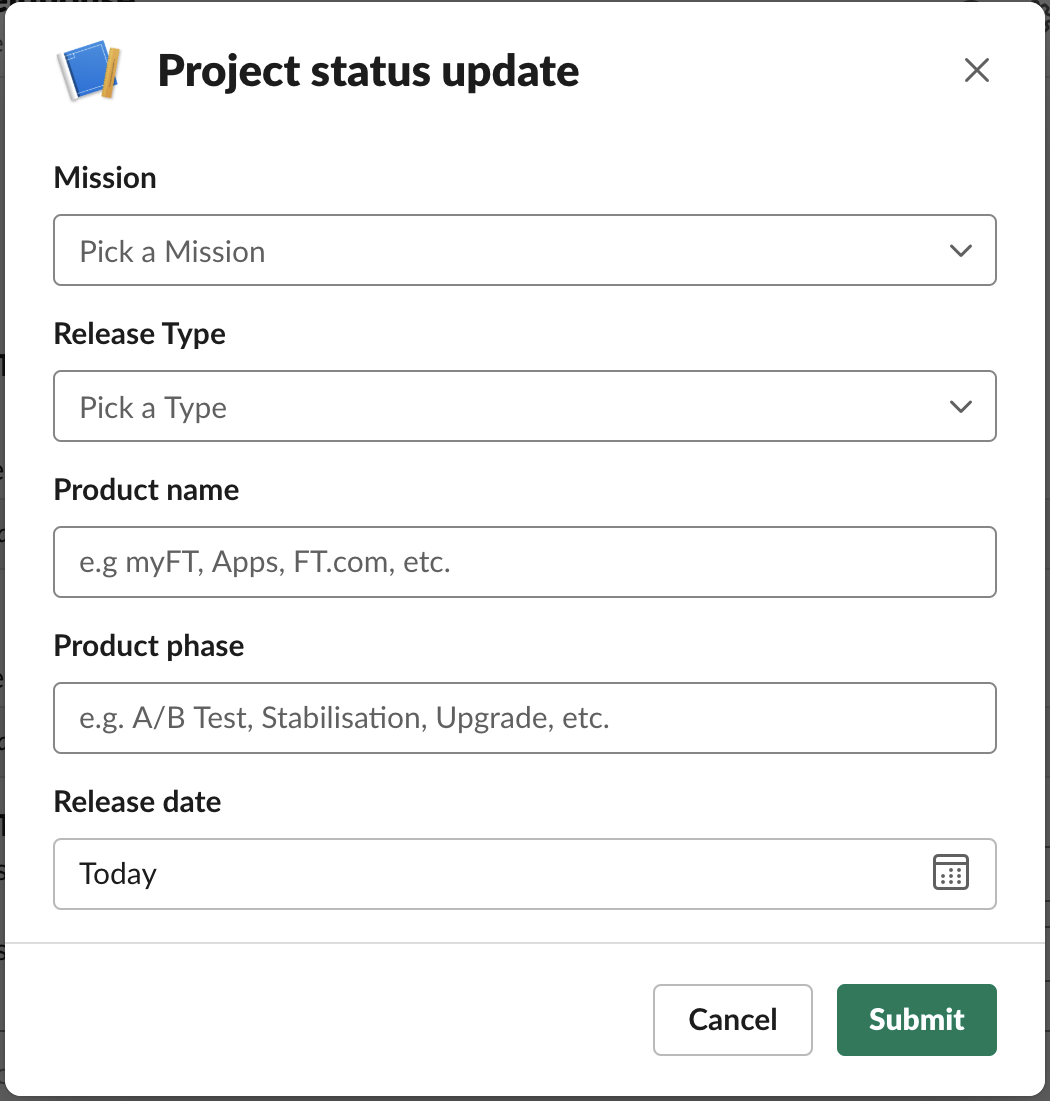 Project status update
Mission
Pick a Mission
Release Type
Pick a Type
Product name
e.g myFT, Apps, FT.com, etc.
Product phase
e.g. A/B Test, Stabilisation, Upgrade, etc.
Release date
Today
Cancel
Submit